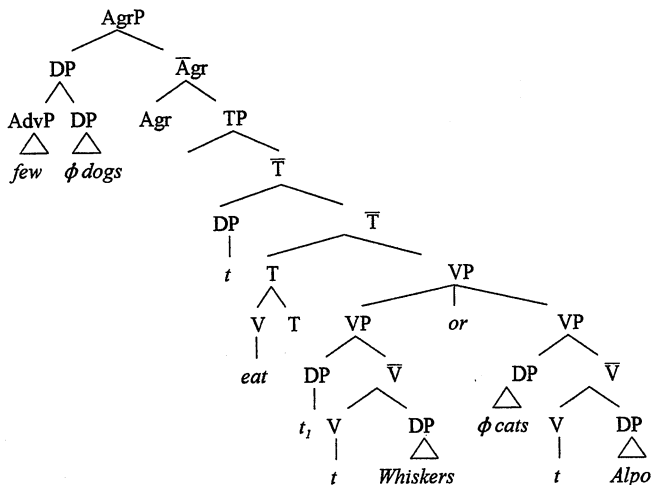 AgrP
DP A̅gr
AdvP DP Agr TP
few ϕ dogs T̅
DP T̅
t T VP
V T VP or VP
eat DP V̅ DP V̅
t₁ V DP ϕ cats V DP
t Whiskers t Alpo